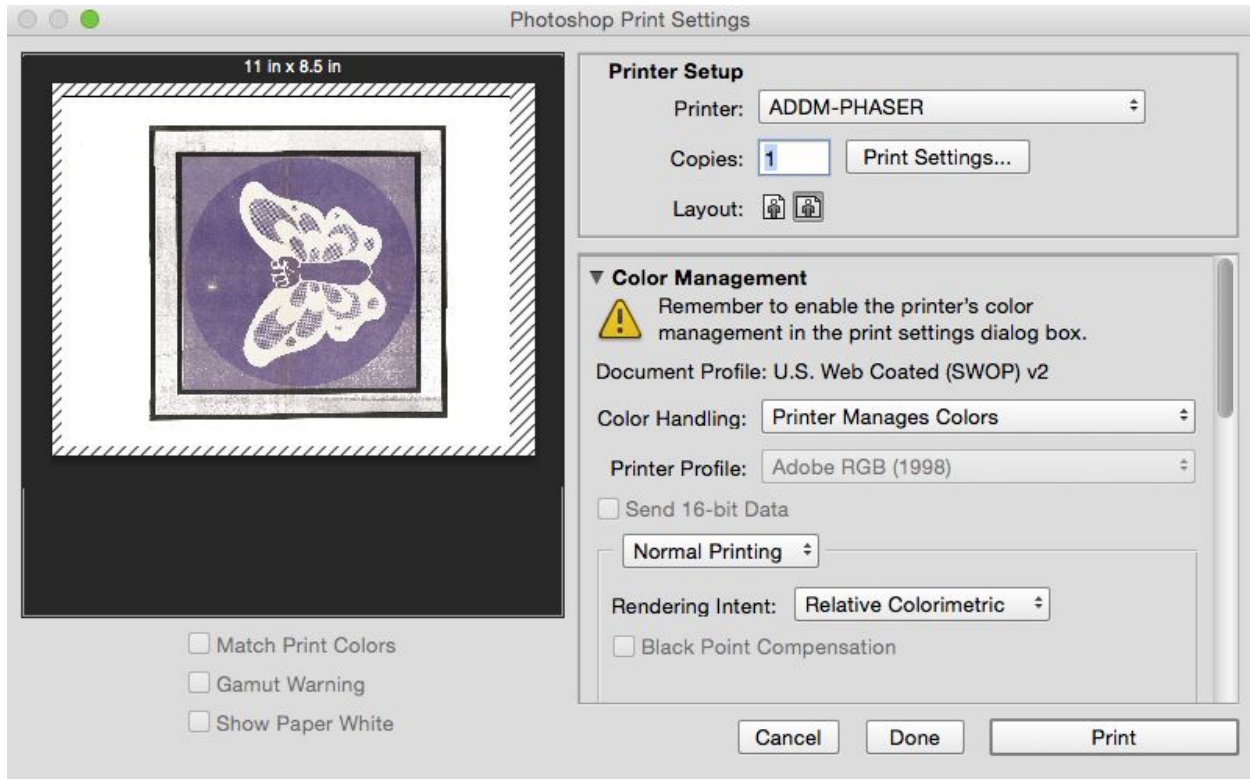 Photoshop Print Settings
11 in x 8.5 in
Match Print Colors
Gamut Warning
Show Paper White
Printer Setup
Printer: ADDM-PHASER
Copies: 1 Print Settings...
Layout:
Color Management
Remember to enable the printer's color
management in the print settings dialog box.
Document Profile: U.S. Web Coated (SWOP) v2
Color Handling: Printer Manages Colors
Printer Profile: Adobe RGB (1998)
Send 16-bit Data
Normal Printing
Rendering Intent: Relative Colorimetric
Black Point Compensation
Cancel Done Print